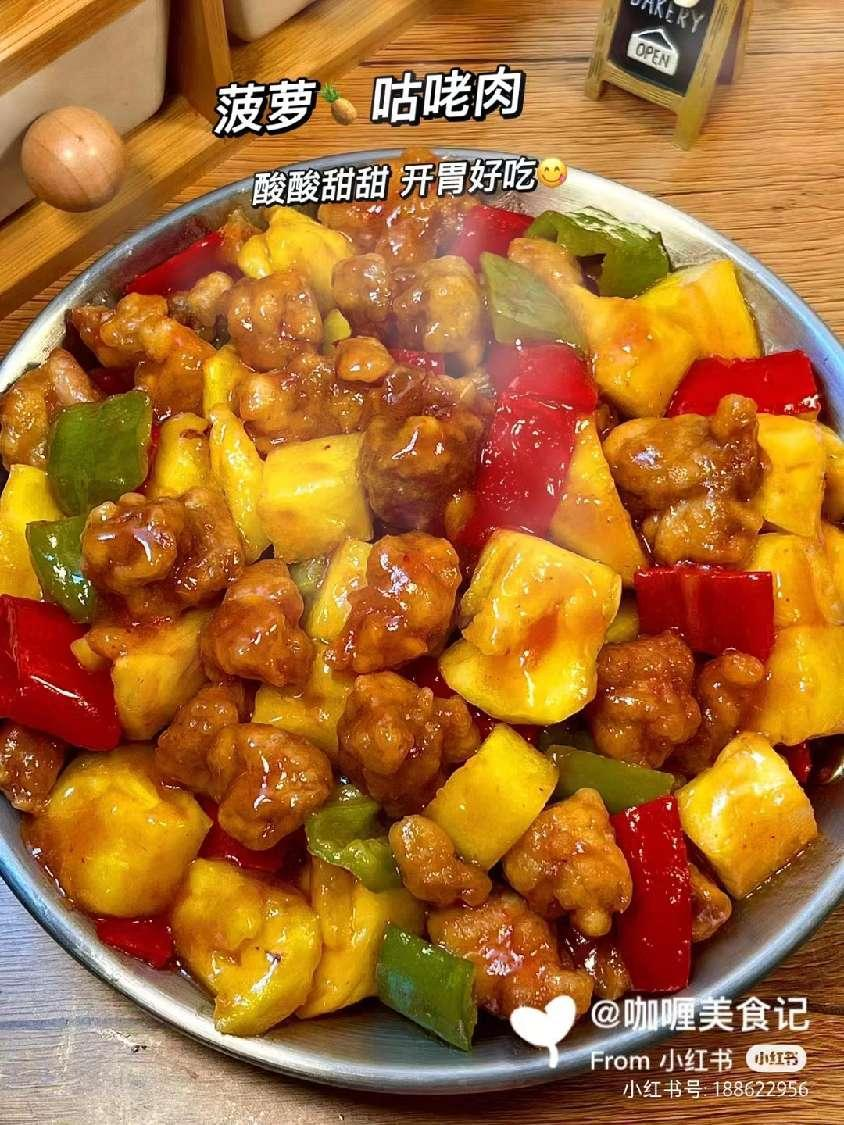 BAKERY
OPEN
菠萝🍍咕咾肉
酸酸甜甜 开胃好吃😋
@咖喱美食记
From 小红书 小红书
小红书号: 188622956